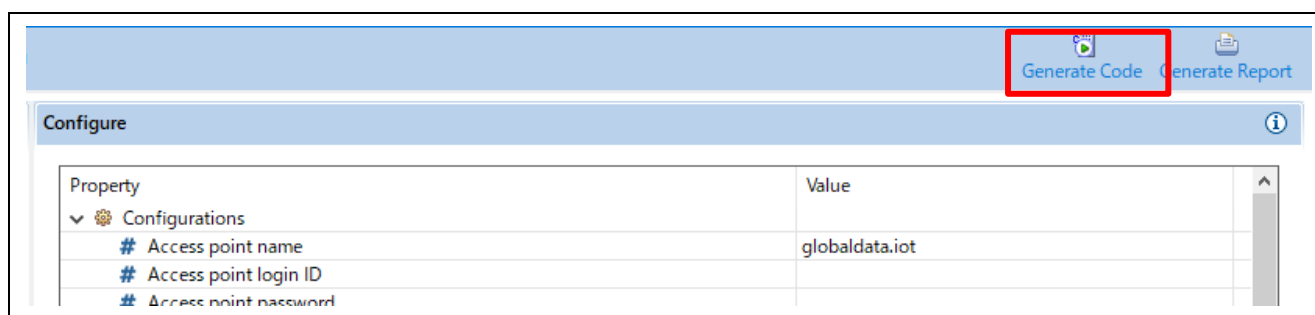 Generate Code Generate Report
Configure
Property Value
Configurations
# Access point name globaldata.iot
# Access point login ID
# Access point password